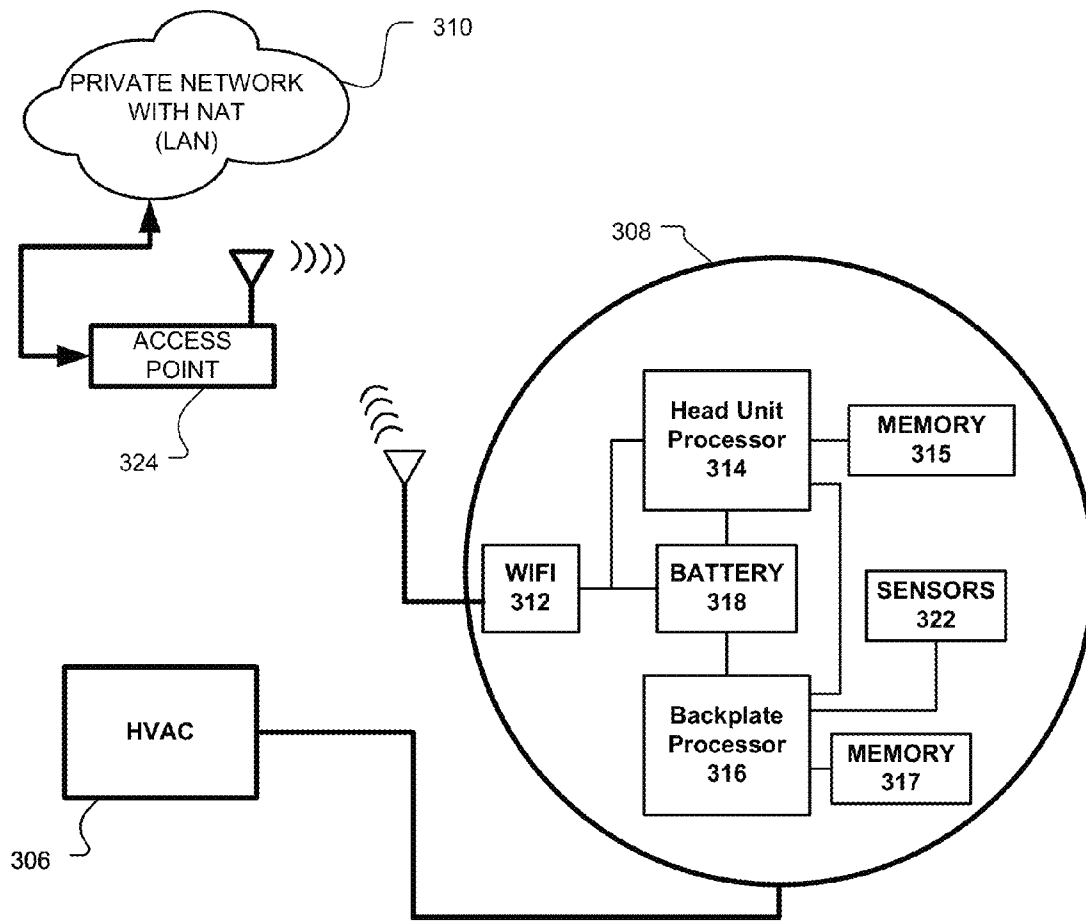 310
PRIVATE NETWORK
WITH NAT
(LAN)
308
ACCESS
POINT
324
Head Unit
Processor
314
MEMORY
315
WIFI
312
BATTERY
318
SENSORS
322
HVAC
Backplate
Processor
316
MEMORY
317
306